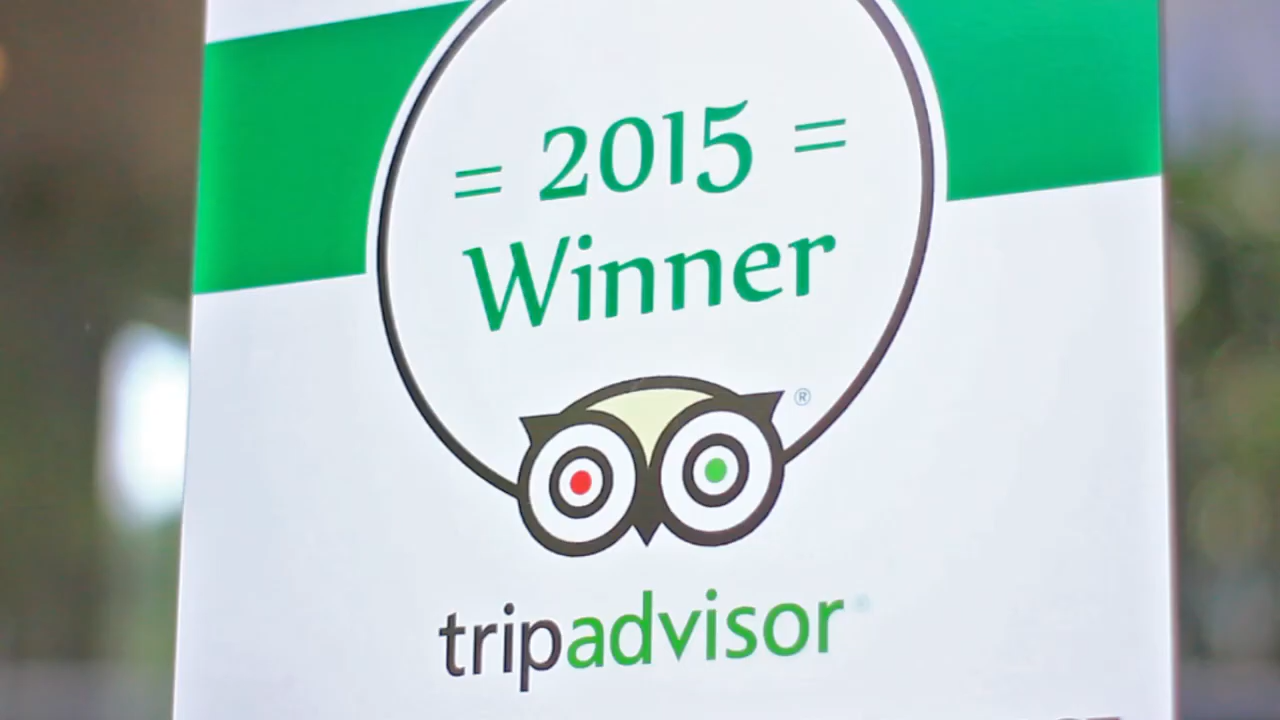 = 2015 =
Winner
®
tripadvisor